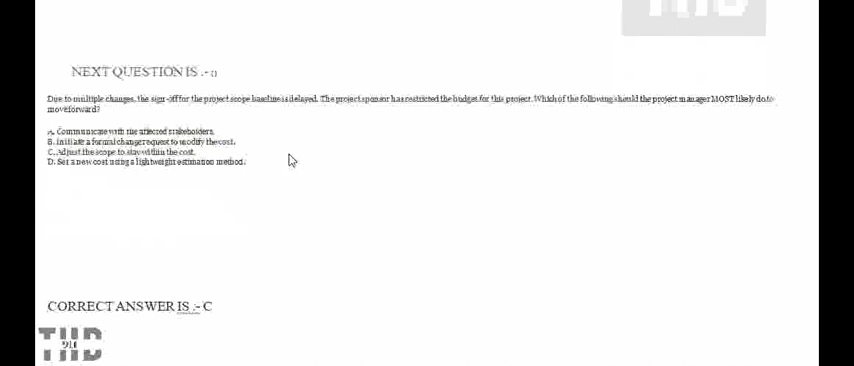 THD
NEXT QUESTION IS .- ()
Due to multiple changes, the sign-off for the project scope baseline is delayed. The project sponsor has restricted the budget for this project. Which of the following should the project manager MOST likely do to
move forward?
A. Communicate with the affected stakeholders.
B. Initiate a formal change request to modify the cost.
C. Adjust the scope to stay within the cost.
D. Set a new cost using a lightweight estimation method.
CORRECT ANSWER IS :- C
THD